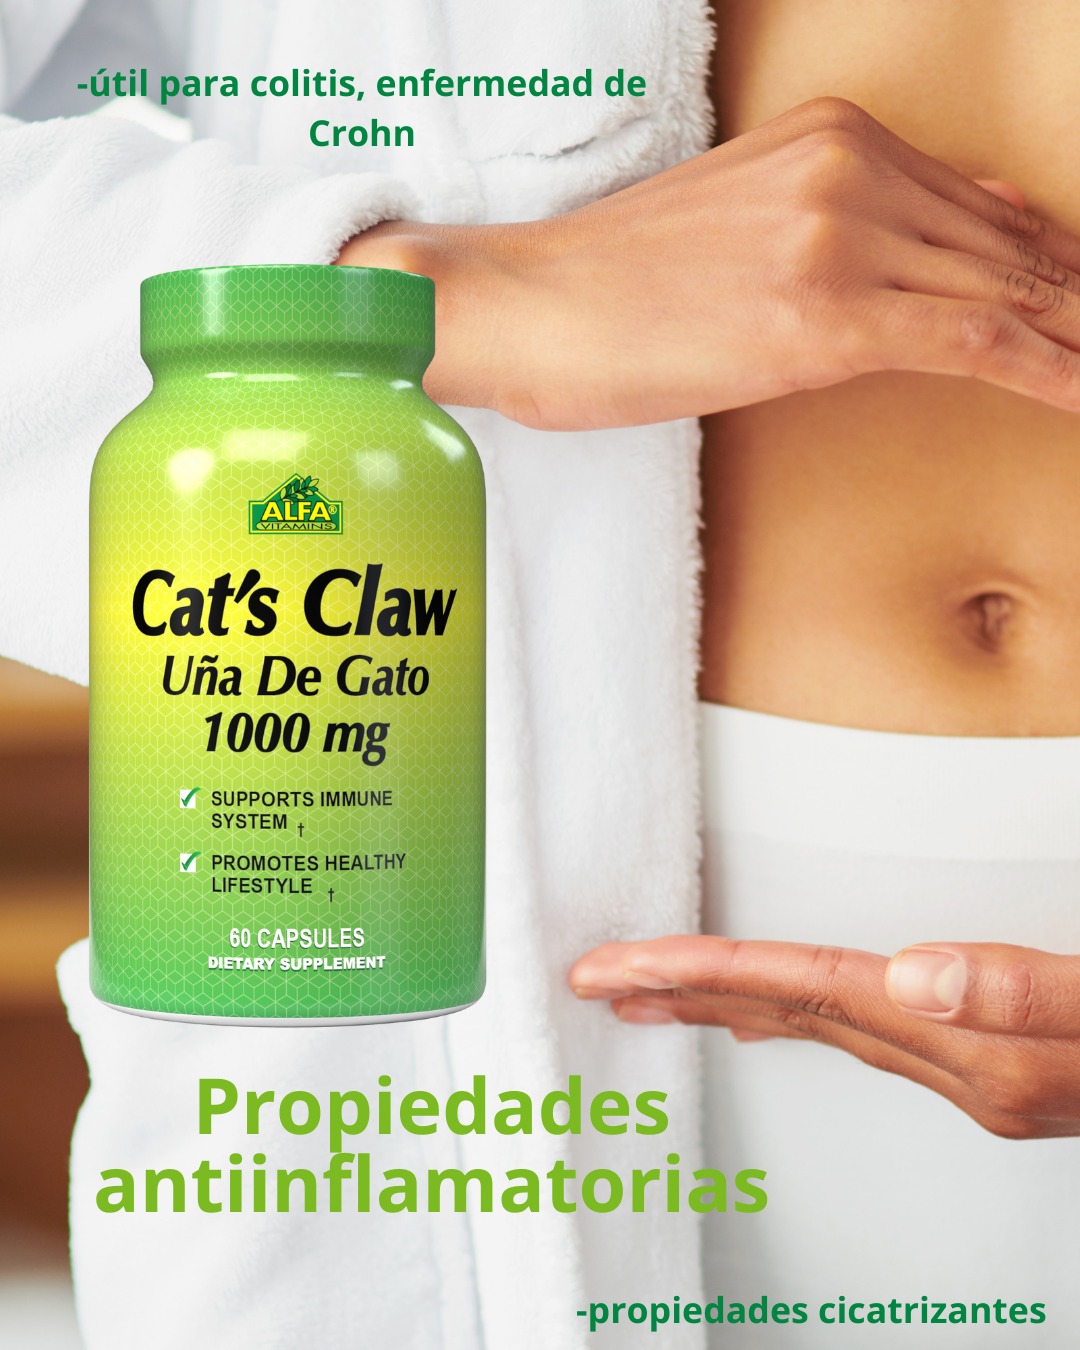 -útil para colitis, enfermedad de
Crohn
ALFA®
VITAMINS
Cat's Claw
Uña De Gato
1000 mg
SUPPORTS IMMUNE
SYSTEM †
PROMOTES HEALTHY
LIFESTYLE †
60 CAPSULES
DIETARY SUPPLEMENT
Propiedades
antiinflamatorias
-propiedades cicatrizantes